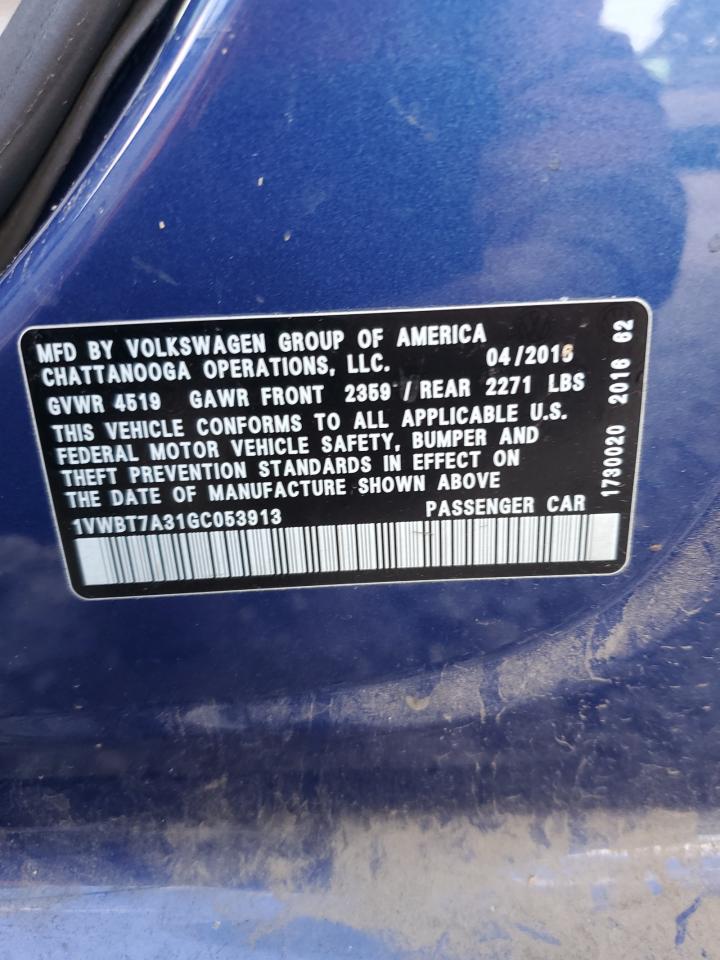 MFD BY VOLKSWAGEN GROUP OF AMERICA
CHATTANOOGA OPERATIONS, LLC. 04/2016
GVWR 4519 GAWR FRONT 2359 / REAR 2271 LBS
THIS VEHICLE CONFORMS TO ALL APPLICABLE U.S.
FEDERAL MOTOR VEHICLE SAFETY, BUMPER AND
THEFT PREVENTION STANDARDS IN EFFECT ON
THE DATE OF MANUFACTURE SHOWN ABOVE
1VWBT7A31GC053913 PASSENGER CAR
1730020 2016 62